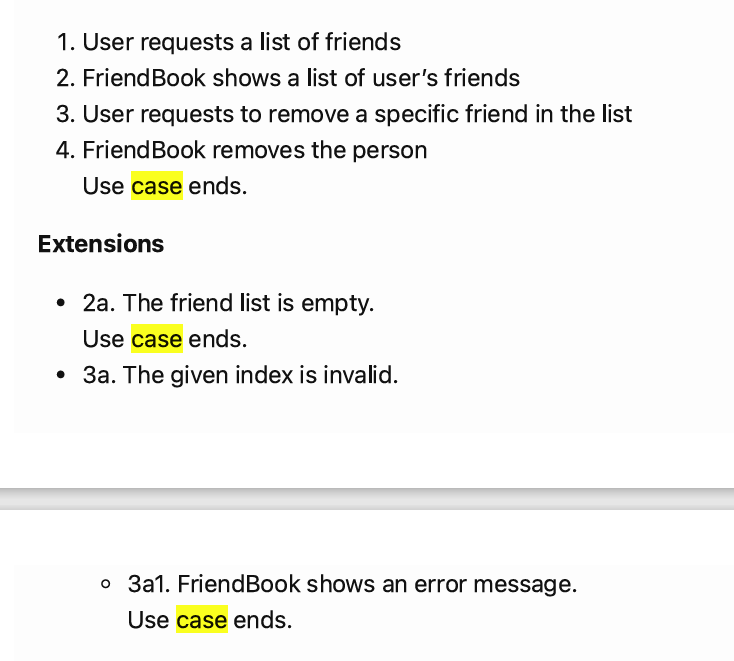 1. User requests a list of friends
2. FriendBook shows a list of user’s friends
3. User requests to remove a specific friend in the list
4. FriendBook removes the person
Use case ends.
Extensions
• 2a. The friend list is empty.
Use case ends.
• 3a. The given index is invalid.
◦ 3a1. FriendBook shows an error message.
Use case ends.